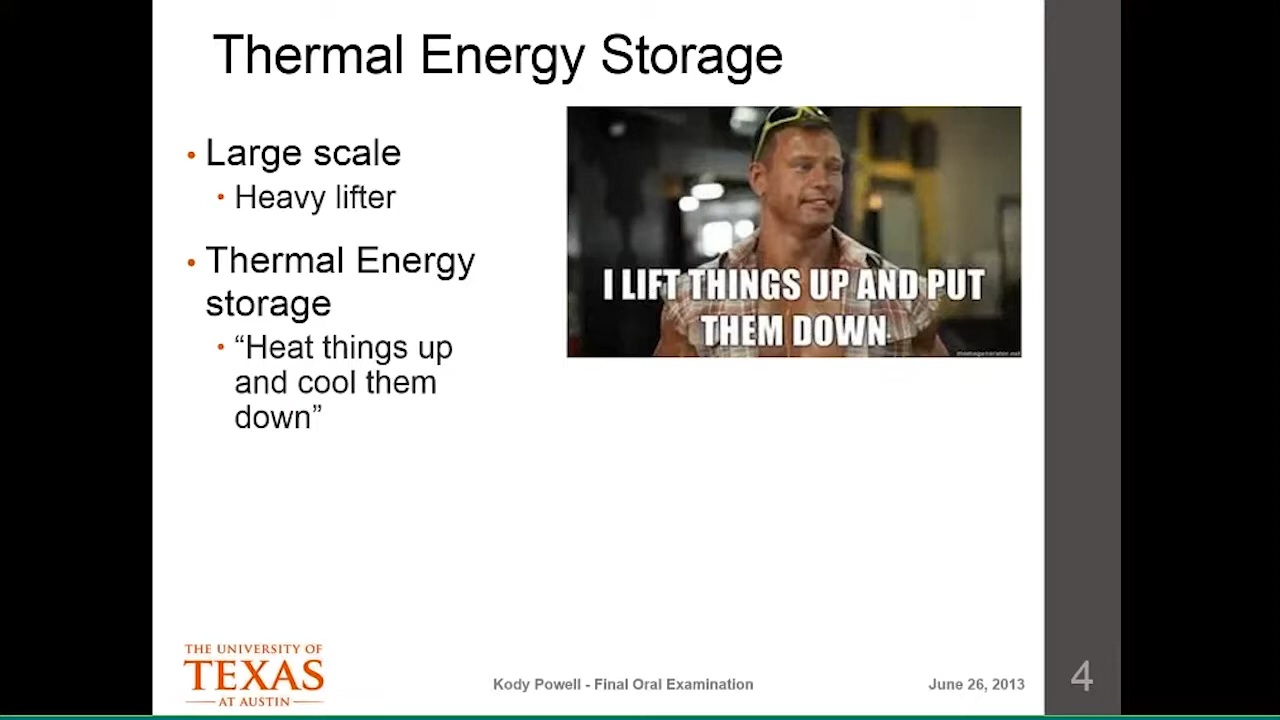 Thermal Energy Storage
• Large scale
• Heavy lifter
• Thermal Energy
storage
• “Heat things up
and cool them
down”
I LIFT THINGS UP AND PUT
THEM DOWN
memegenerator.net
THE UNIVERSITY OF
TEXAS
AT AUSTIN
Kody Powell - Final Oral Examination
June 26, 2013
4